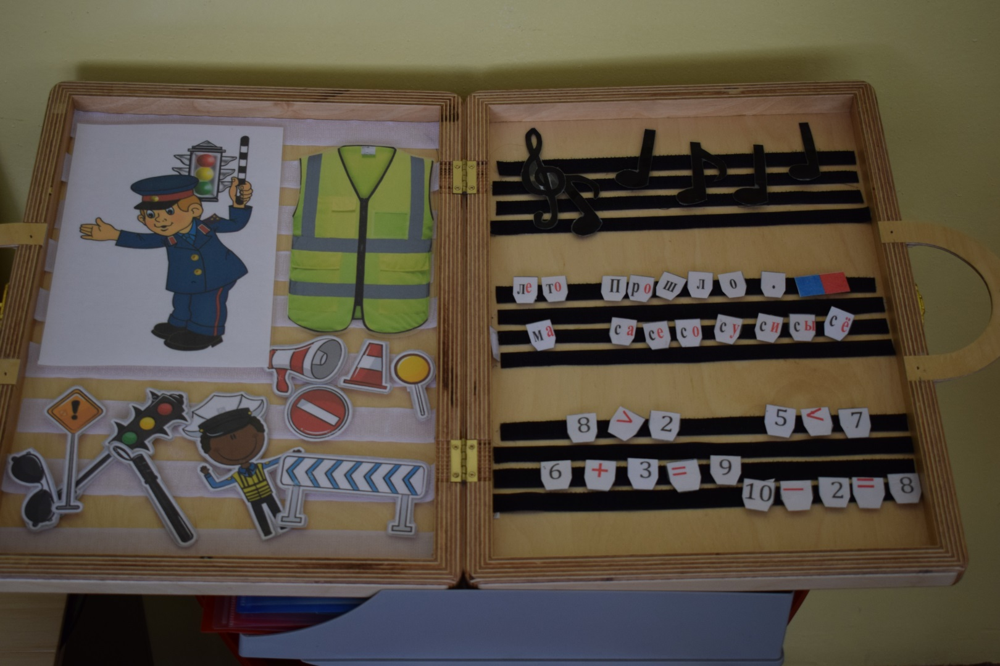 лето Прошло.
ма са се со су си сы сё
8 > 2 5 < 7
6 + 3 = 9
10 − 2 = 8